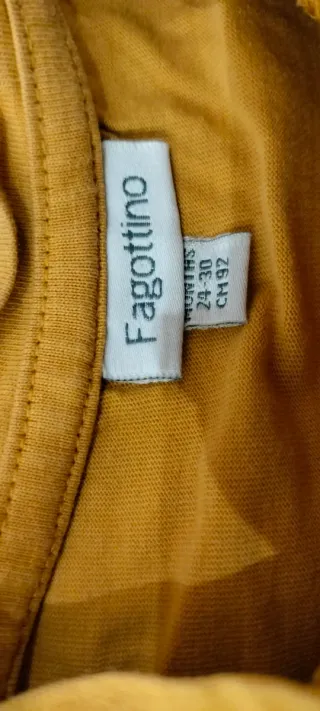 Fagottino
MONTHS
24-30
CM 92